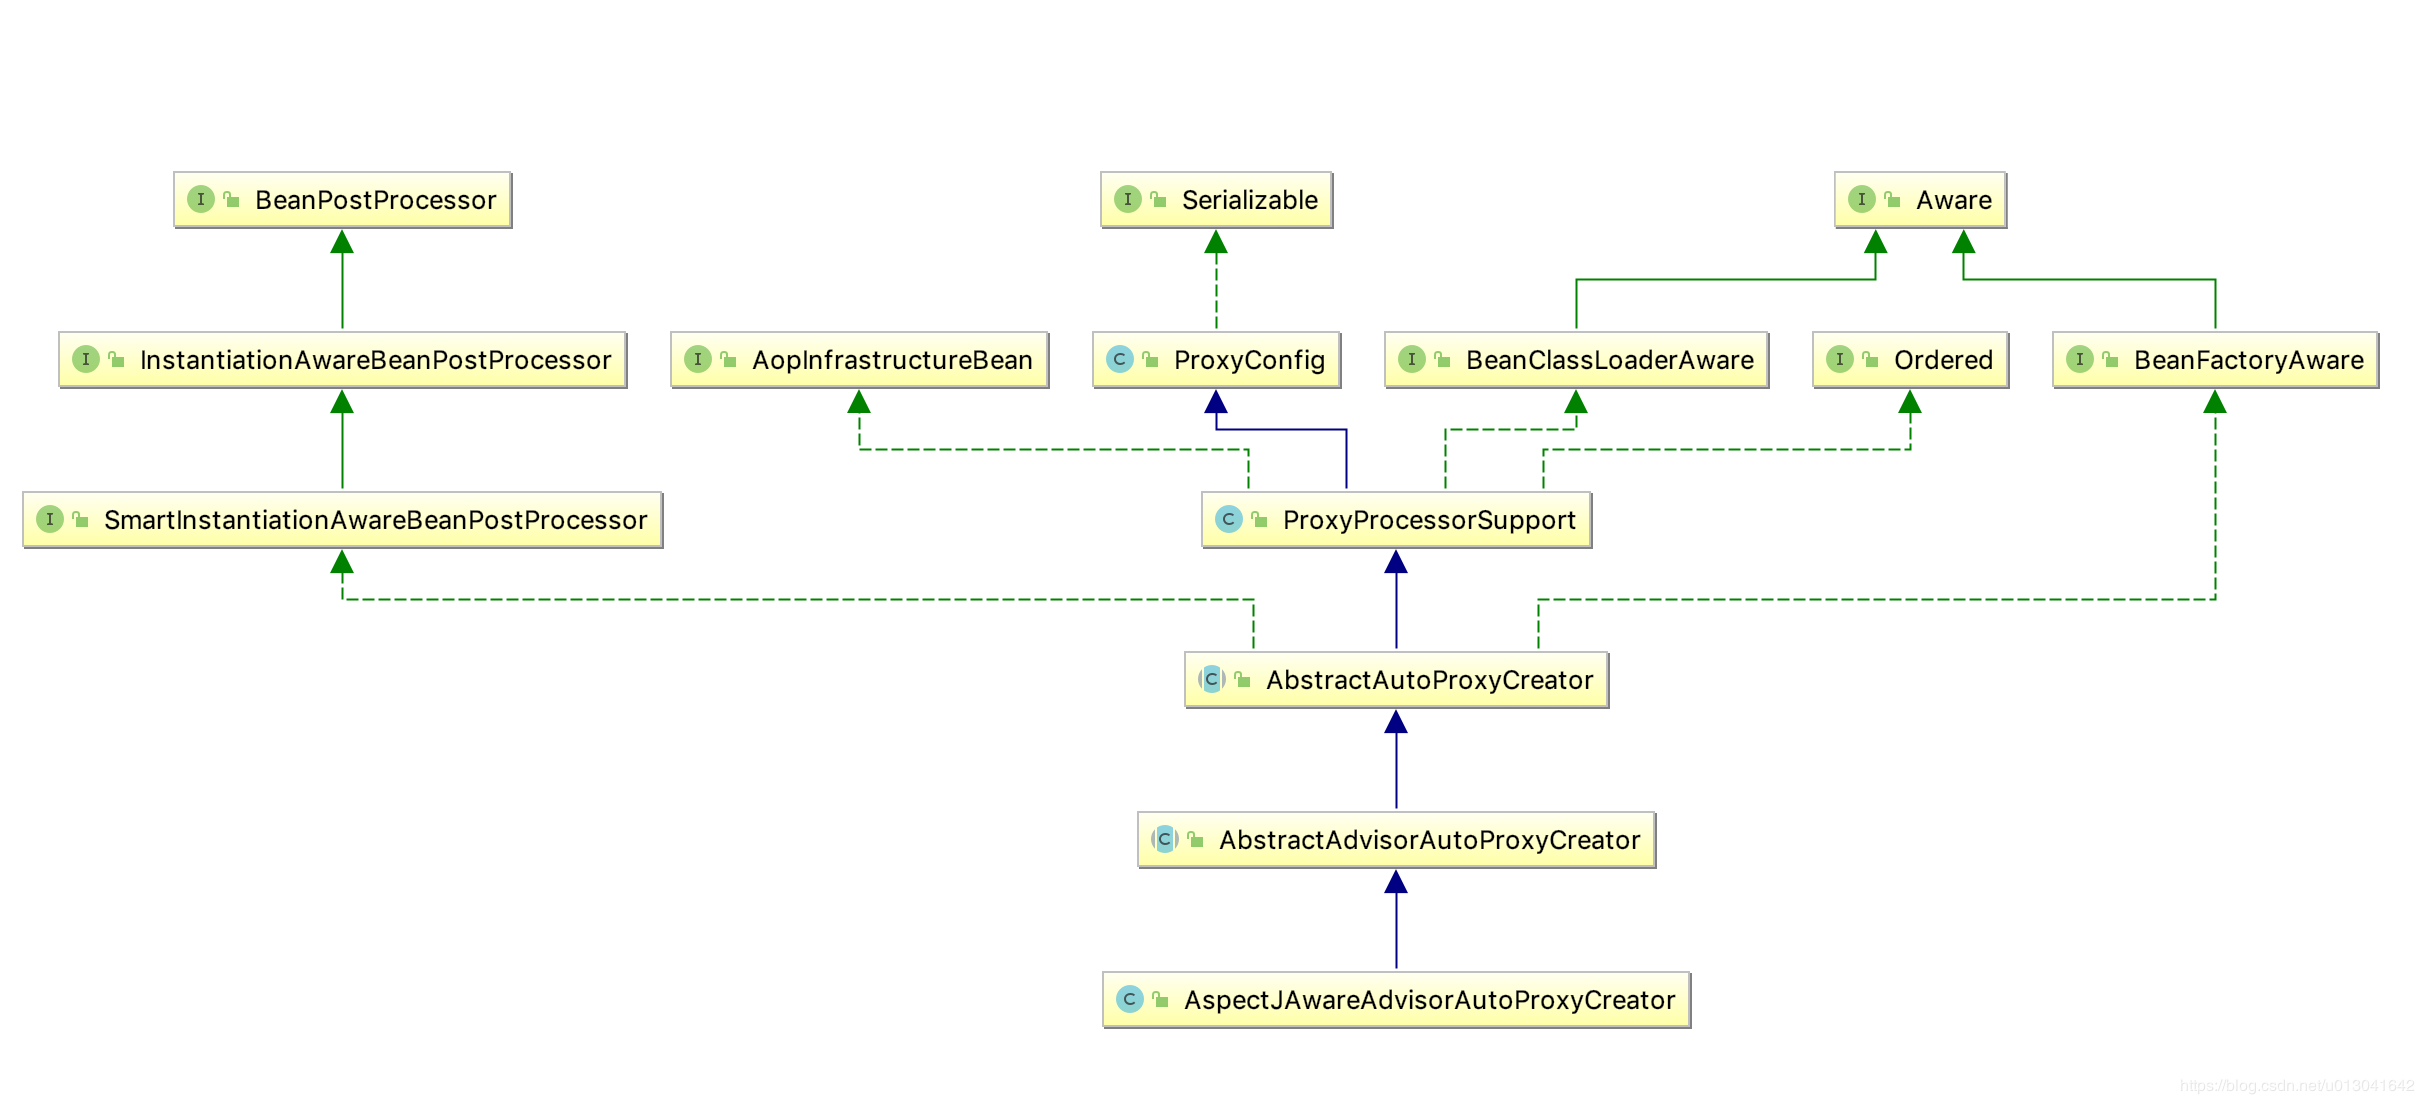 BeanPostProcessor
Serializable
Aware
InstantiationAwareBeanPostProcessor
AopInfrastructureBean
ProxyConfig
BeanClassLoaderAware
Ordered
BeanFactoryAware
SmartInstantiationAwareBeanPostProcessor
ProxyProcessorSupport
AbstractAutoProxyCreator
AbstractAdvisorAutoProxyCreator
AspectJAwareAdvisorAutoProxyCreator
https://blog.csdn.net/u013041642